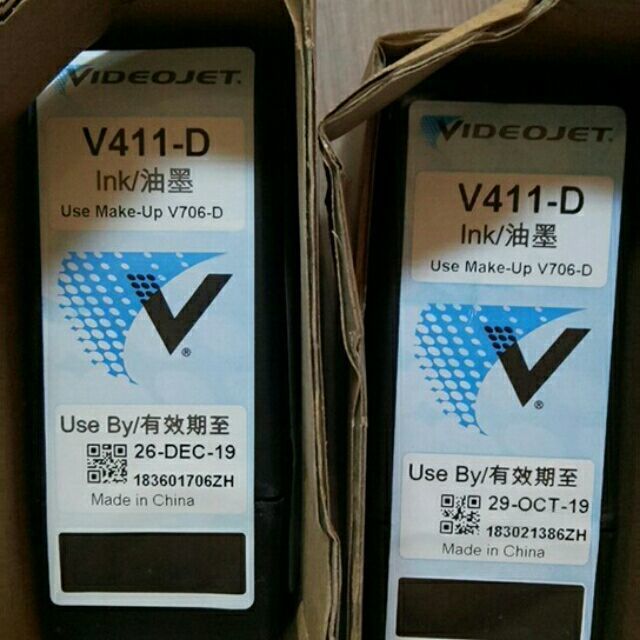 VIDEOJET
V411-D
Ink/油墨
Use Make-Up V706-D
®
Use By/有效期至
26-DEC-19
183601706ZH
Made in China
VIDEOJET
V411-D
Ink/油墨
Use Make-Up V706-D
®
Use By/有效期至
29-OCT-19
183021386ZH
Made in China